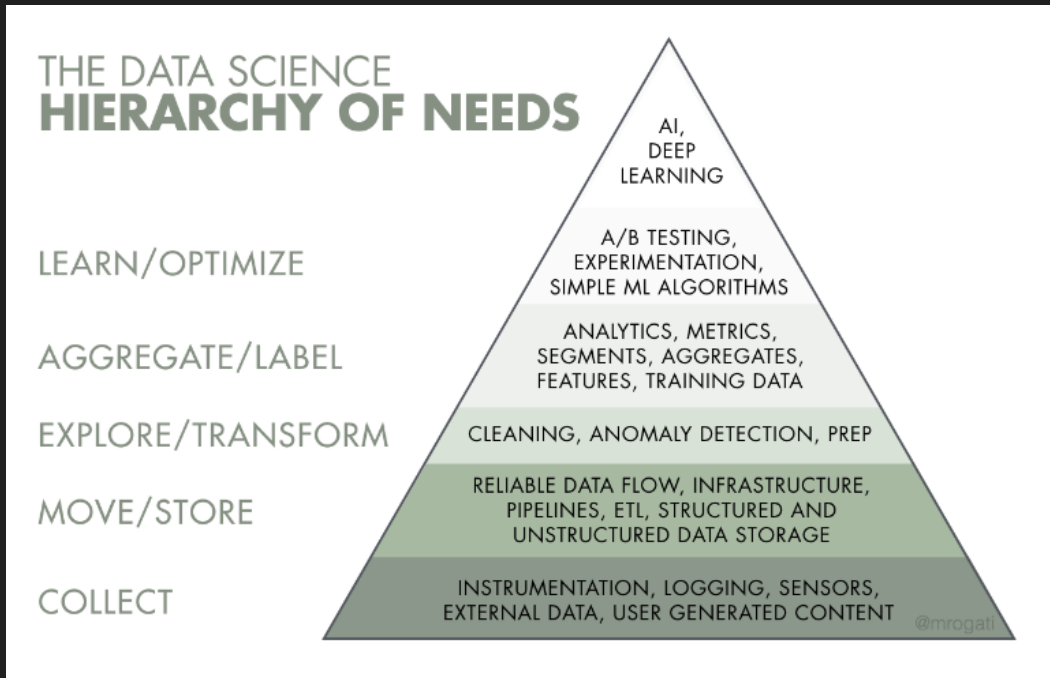 THE DATA SCIENCE
HIERARCHY OF NEEDS
AI,
DEEP
LEARNING
LEARN/OPTIMIZE
A/B TESTING,
EXPERIMENTATION,
SIMPLE ML ALGORITHMS
AGGREGATE/LABEL
ANALYTICS, METRICS,
SEGMENTS, AGGREGATES,
FEATURES, TRAINING DATA
EXPLORE/TRANSFORM
CLEANING, ANOMALY DETECTION, PREP
MOVE/STORE
RELIABLE DATA FLOW, INFRASTRUCTURE,
PIPELINES, ETL, STRUCTURED AND
UNSTRUCTURED DATA STORAGE
COLLECT
INSTRUMENTATION, LOGGING, SENSORS,
EXTERNAL DATA, USER GENERATED CONTENT
@mrogati